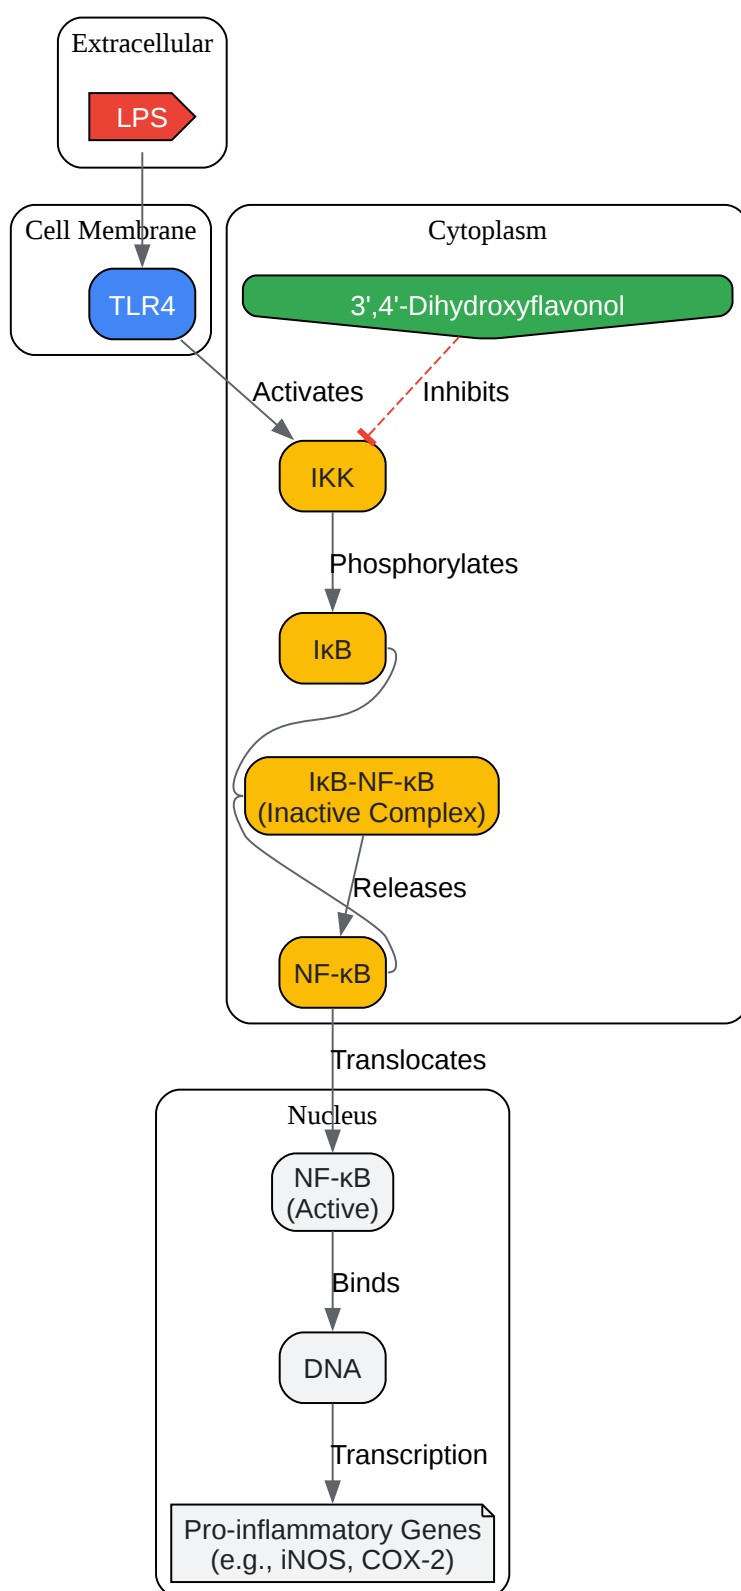 Extracellular
LPS
Cell Membrane
TLR4
Cytoplasm
3',4'-Dihydroxyflavonol
Activates
Inhibits
IKK
Phosphorylates
IκB
IκB-NF-κB
(Inactive Complex)
Releases
NF-κB
Translocates
Nucleus
NF-κB
(Active)
Binds
DNA
Transcription
Pro-inflammatory Genes
(e.g., iNOS, COX-2)